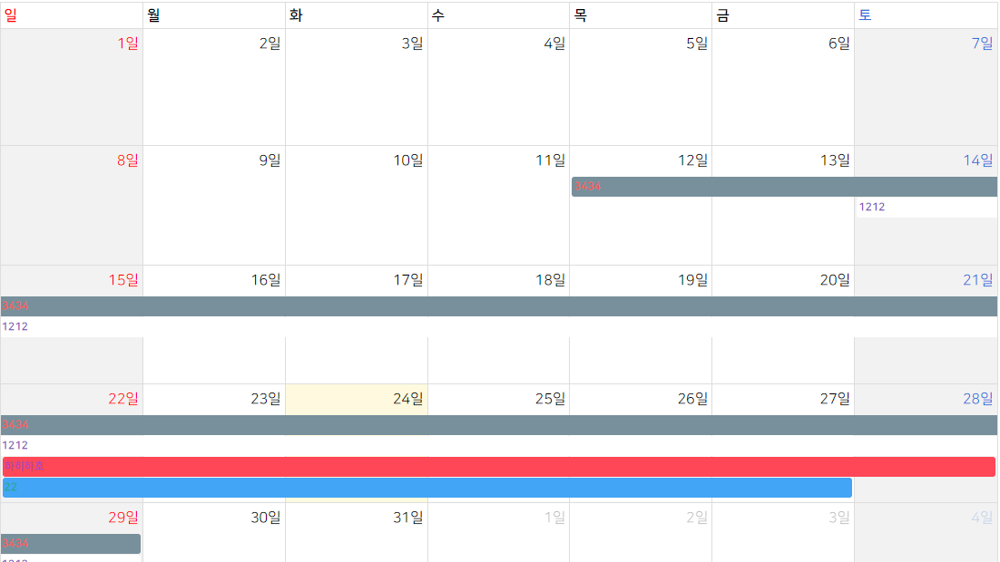 일 월 화 수 목 금 토
1일 2일 3일 4일 5일 6일 7일
8일 9일 10일 11일 12일 13일 14일
3434
1212
15일 16일 17일 18일 19일 20일 21일
3434
1212
22일 23일 24일 25일 26일 27일 28일
3434
1212
하히하호
22
29일 30일 31일 1일 2일 3일 4일
3434